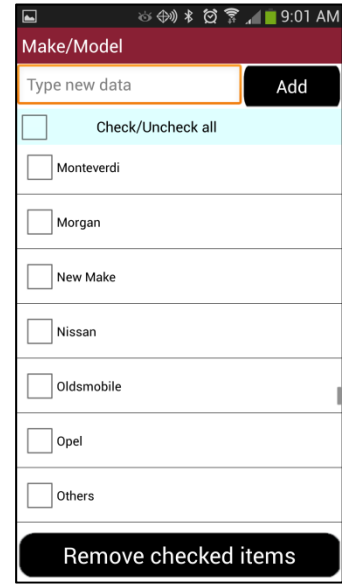 9:01 AM
Make/Model
Type new data Add
Check/Uncheck all
Monteverdi
Morgan
New Make
Nissan
Oldsmobile
Opel
Others
Remove checked items